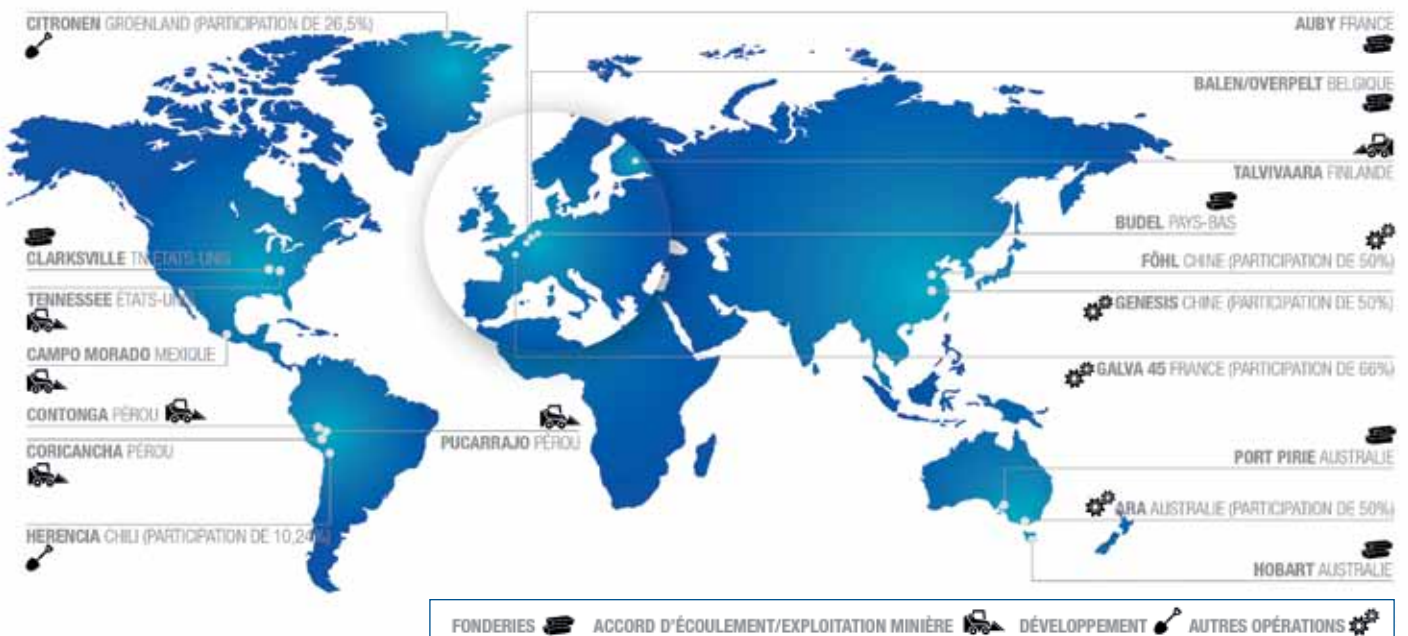 CITRONEN GROENLAND (PARTICIPATION DE 26,5%)
AUBY FRANCE
BALEN/OVERPELT BELGIQUE
TALVIVAARA FINLANDE
BUDEL PAYS-BAS
CLARKSVILLE TN ETATS-UNIS
FÖHL CHINE (PARTICIPATION DE 50%)
TENNESSEE ÉTATS-UNIS
GENESIS CHINE (PARTICIPATION DE 50%)
CAMPO MORADO MEXIQUE
GALVA 45 FRANCE (PARTICIPATION DE 66%)
CONTONGA PÉROU
PUCARRAJO PÉROU
CORICANCHA PÉROU
PORT PIRIE AUSTRALIE
ARA AUSTRALIE (PARTICIPATION DE 50%)
HERENCIA CHILI (PARTICIPATION DE 10,24%)
HOBART AUSTRALIE
FONDERIES ACCORD D'ÉCOULEMENT/EXPLOITATION MINIÈRE DÉVELOPPEMENT AUTRES OPÉRATIONS